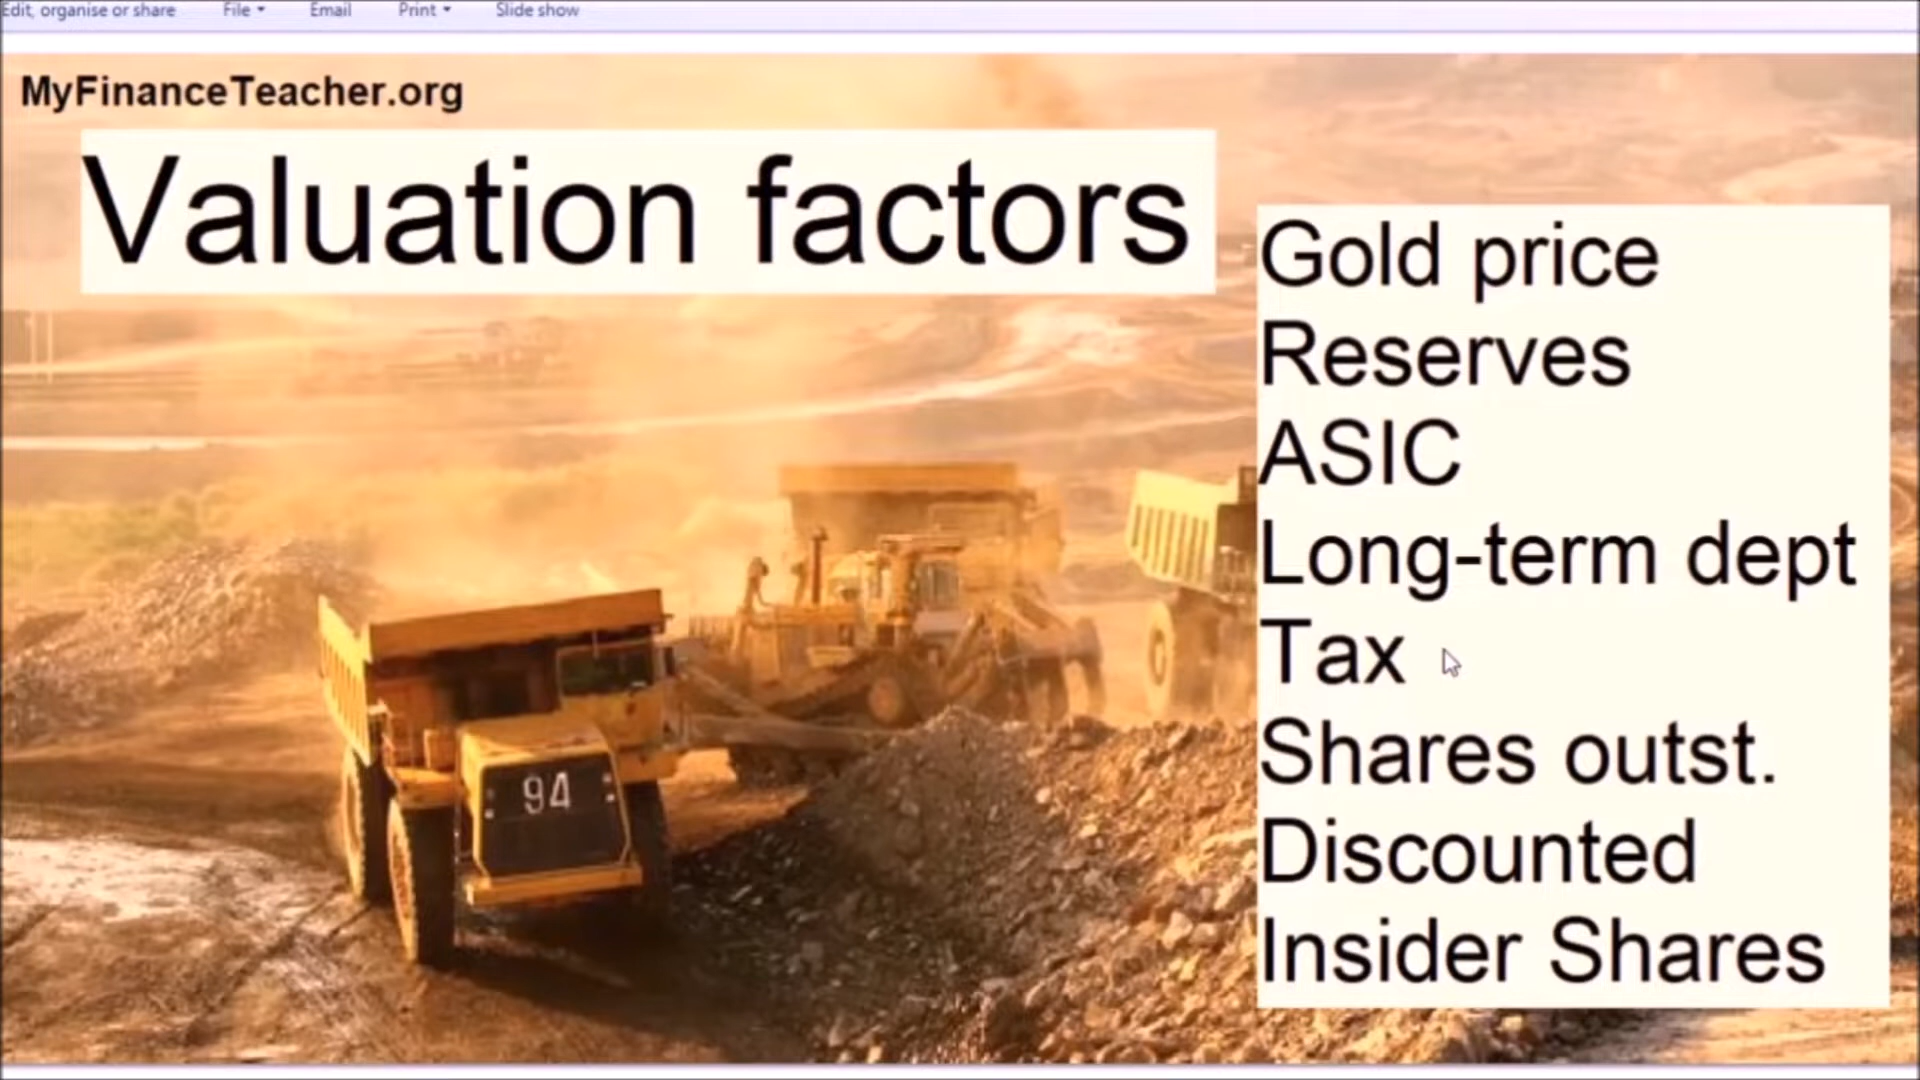 Edit, organise or share File Email Print Slide show
MyFinanceTeacher.org
Valuation factors
Gold price
Reserves
ASIC
Long-term dept
Tax
Shares outst.
Discounted
Insider Shares
94